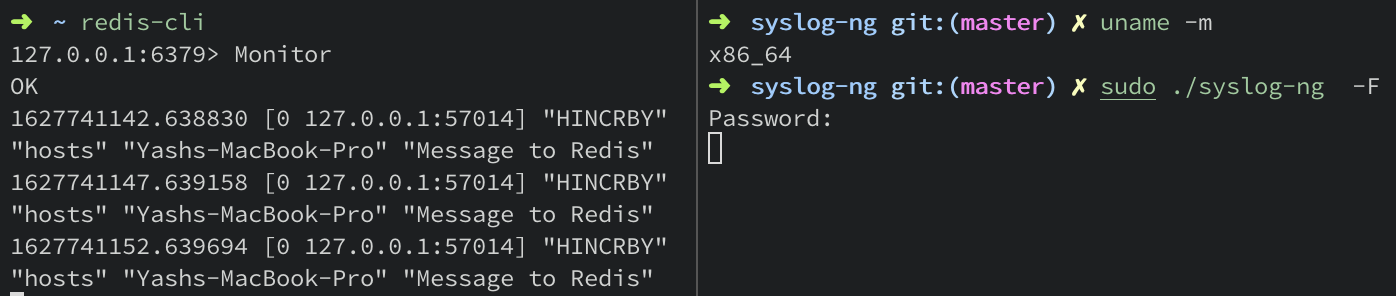 ➜ ~ redis-cli
127.0.0.1:6379> Monitor
OK
1627741142.638830 [0 127.0.0.1:57014] "HINCRBY"
"hosts" "Yashs-MacBook-Pro" "Message to Redis"
1627741147.639158 [0 127.0.0.1:57014] "HINCRBY"
"hosts" "Yashs-MacBook-Pro" "Message to Redis"
1627741152.639694 [0 127.0.0.1:57014] "HINCRBY"
"hosts" "Yashs-MacBook-Pro" "Message to Redis"
➜ syslog-ng git:(master) ✗ uname -m
x86_64
➜ syslog-ng git:(master) ✗ sudo ./syslog-ng  -F
Password: